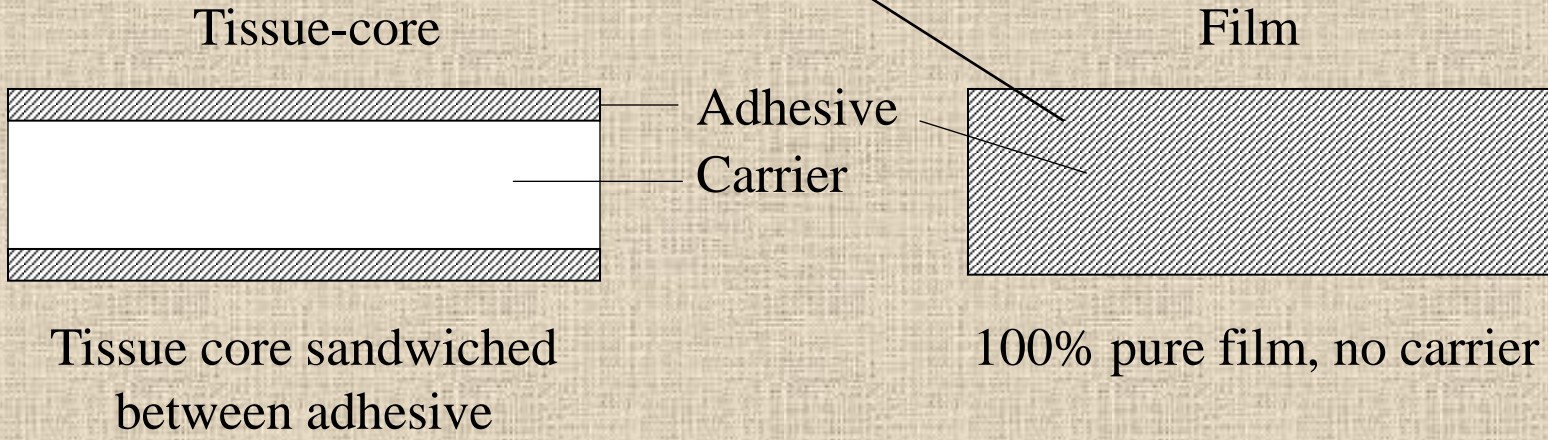 Tissue-core
Film
Adhesive
Carrier
Tissue core sandwiched
between adhesive
100% pure film, no carrier